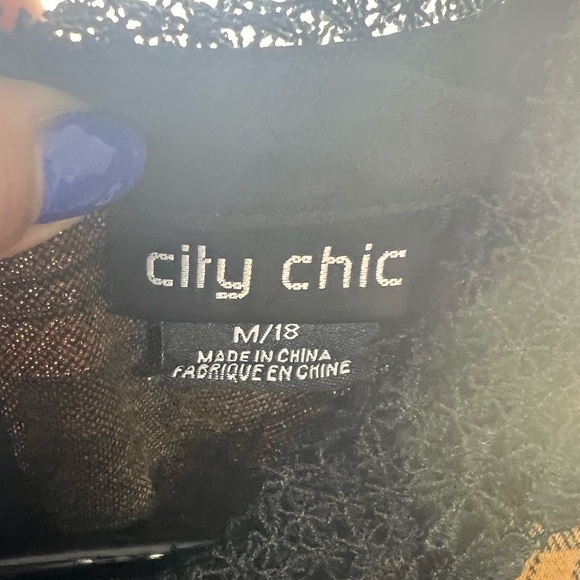 city chic
M/18
MADE IN CHINA
FABRIQUE EN CHINE